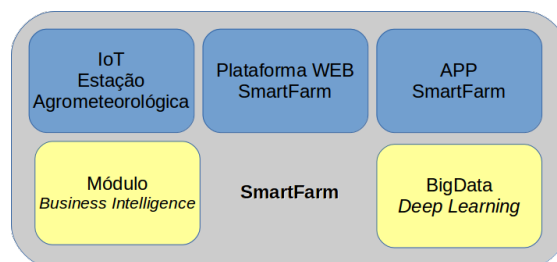 IoT
Estação
Agrometeorológica
Plataforma WEB
SmartFarm
APP
SmartFarm
Módulo
Business Intelligence
SmartFarm
BigData
Deep Learning